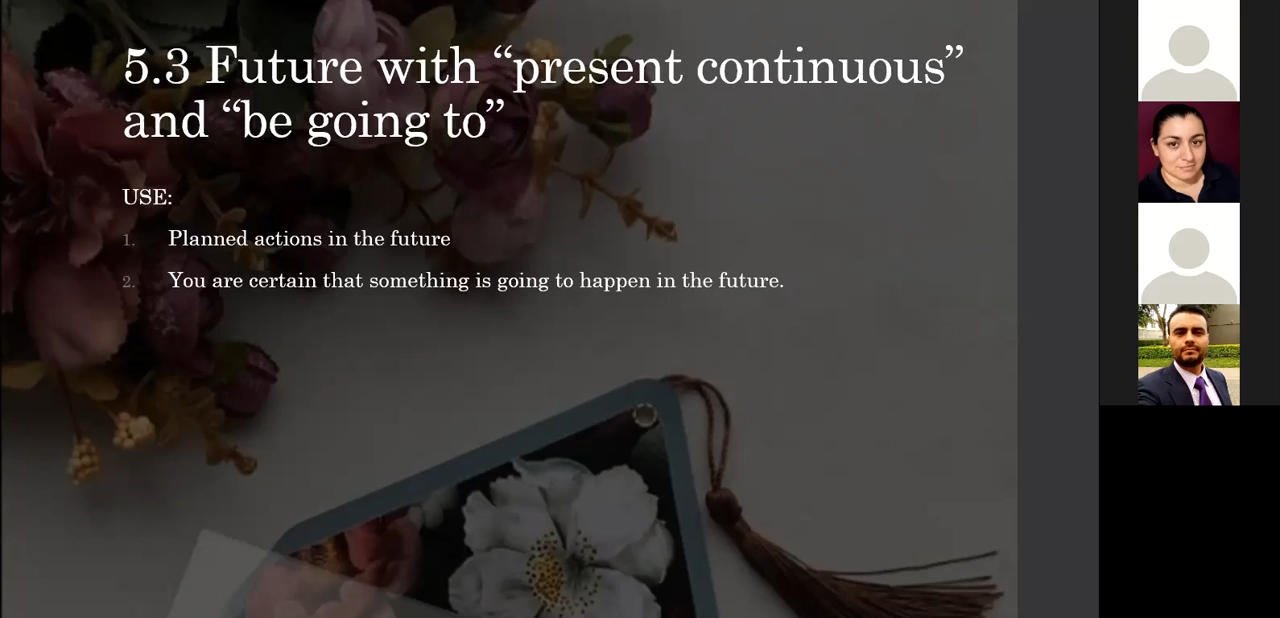 5.3 Future with “present continuous”
and “be going to”
USE:
1. Planned actions in the future
2. You are certain that something is going to happen in the future.